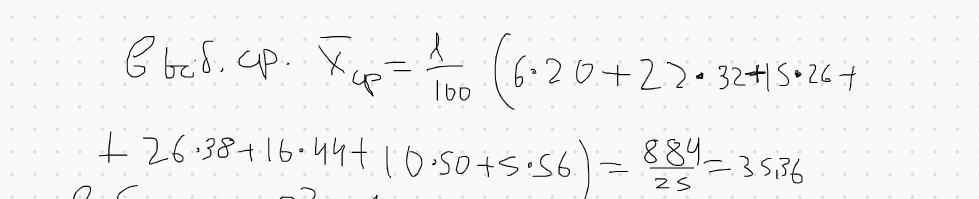 Выб. ср. x̄ср = 1/100 (6·20+22·32+15·26+
+ 26·38+16·44+10·50+5·56) = 884/25 = 35,36